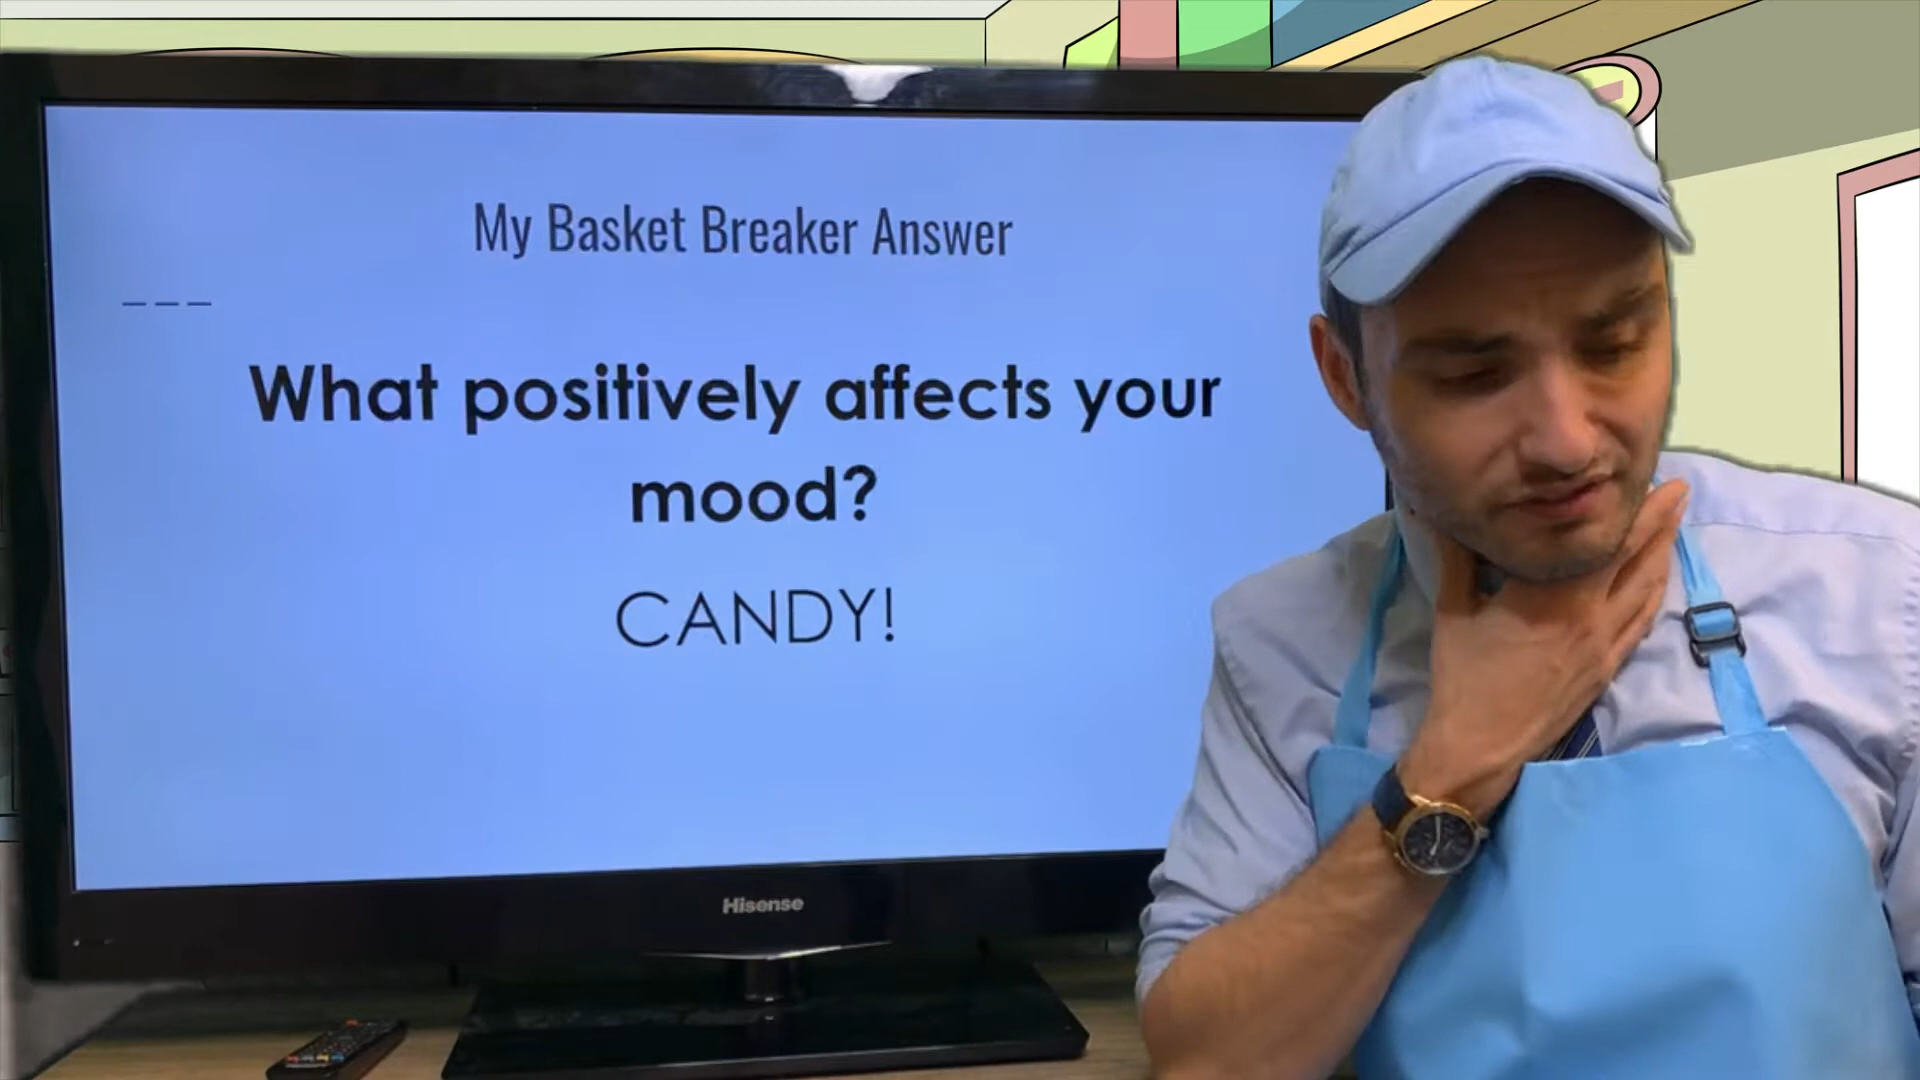 My Basket Breaker Answer
What positively affects your
mood?
CANDY!
Hisense